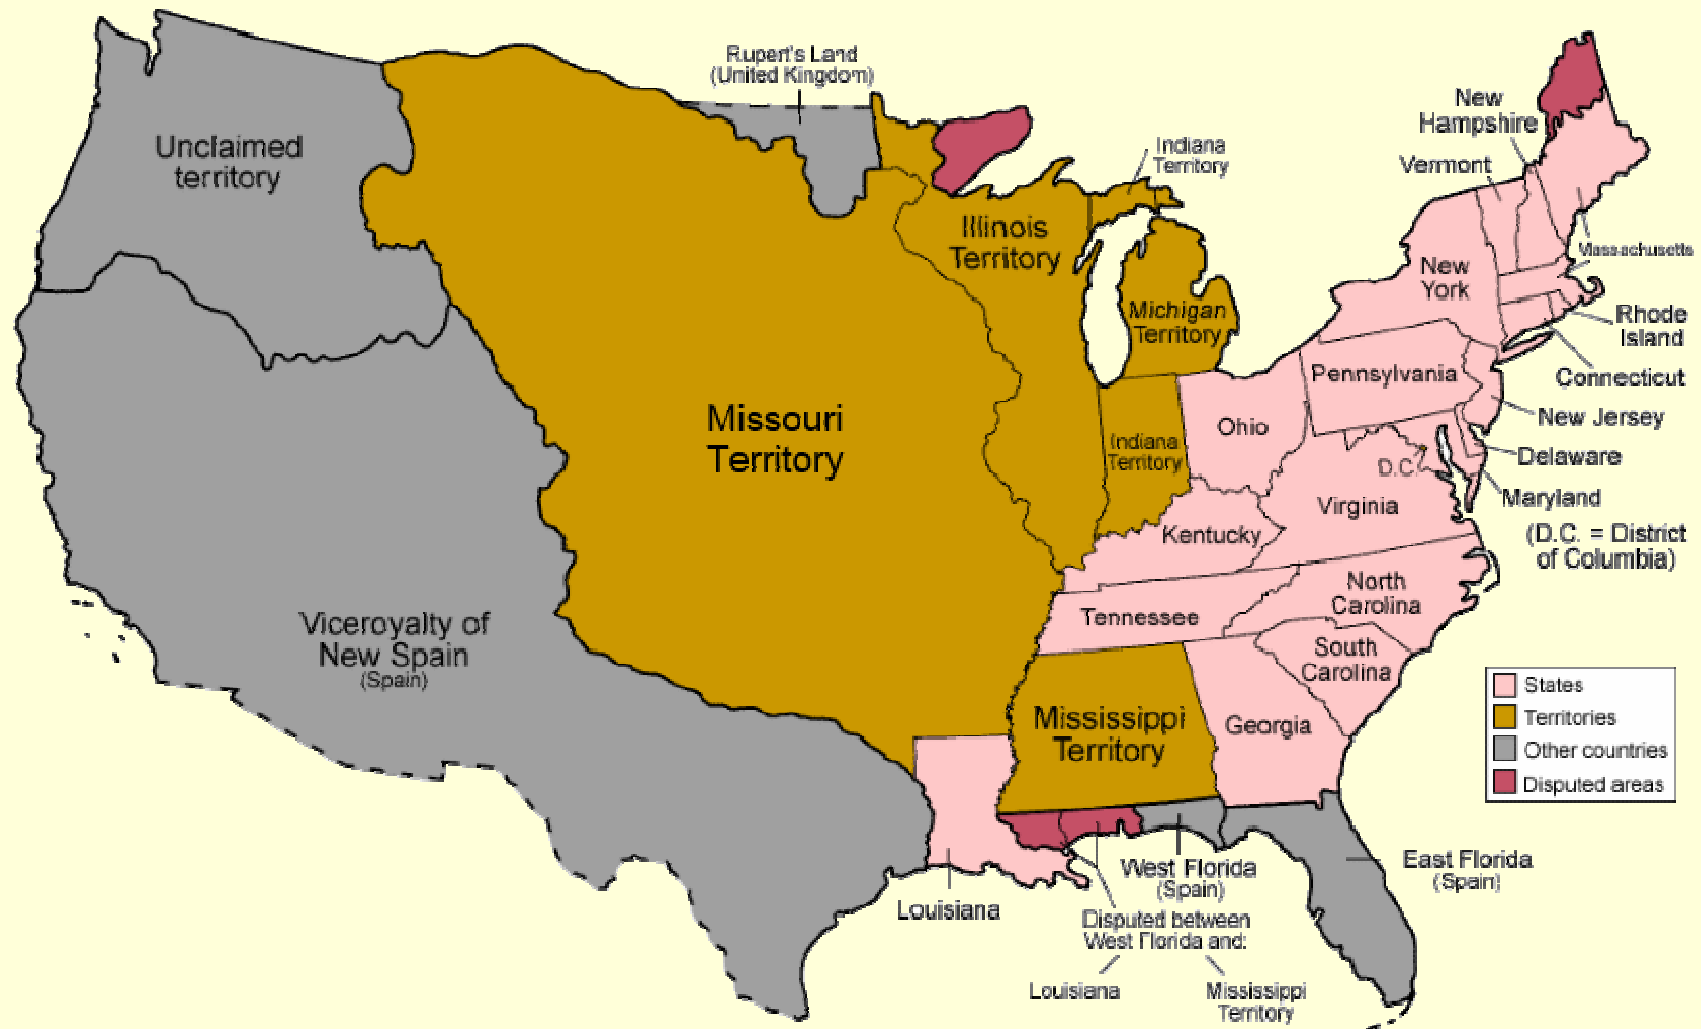 Rupert's Land
(United Kingdom)
Unclaimed
territory
New
Hampshire
Vermont
Indiana
Territory
Illinois
Territory
Massachusetts
New
York
Michigan
Territory
Rhode
Island
Pennsylvania
Connecticut
New Jersey
Missouri
Territory
Ohio
Indiana
Territory
D.C.
Delaware
Maryland
Virginia
Kentucky
(D.C. = District
of Columbia)
North
Carolina
Tennessee
Viceroyalty of
New Spain
(Spain)
South
Carolina
Mississippi
Territory
Georgia
States
Territories
Other countries
Disputed areas
West Florida
(Spain)
East Florida
(Spain)
Louisiana
Disputed between
West Florida and:
Louisiana
Mississippi
Territory